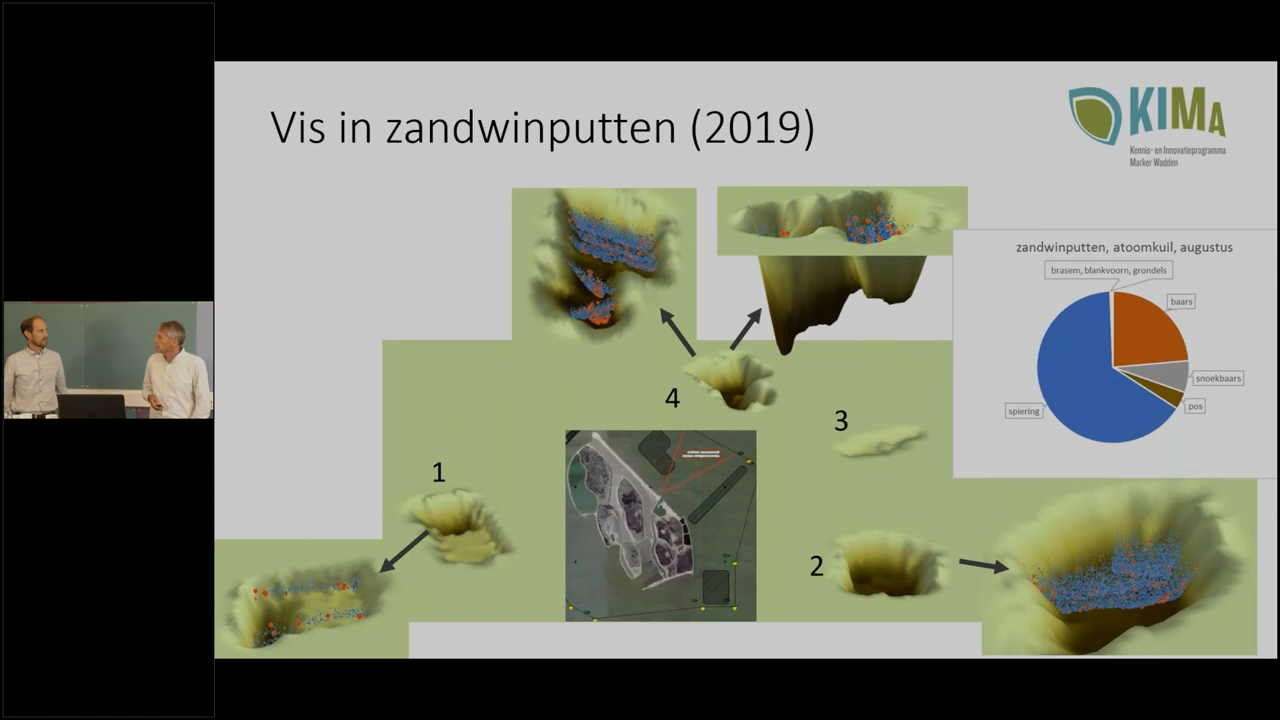 Vis in zandwinputten (2019)
KIMA
Kennis- en Innovatieprogramma
Marker Wadden
zandwinputten, atoomkuil, augustus
brasem, blankvoorn, grondels
baars
snoekbaars
pos
spiering
4
3
1
2